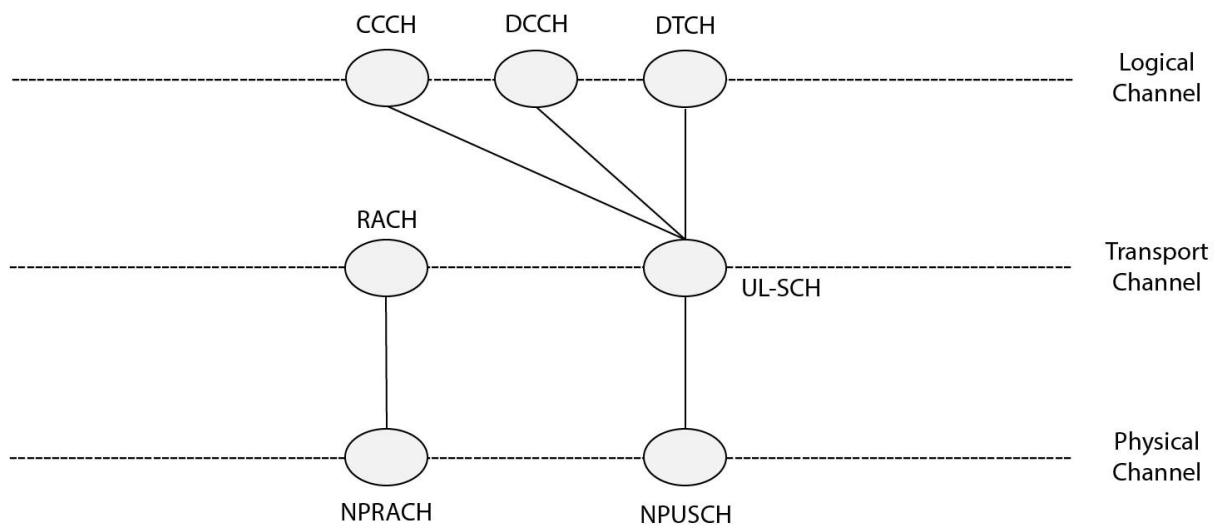 CCCH
DCCH
DTCH
Logical
Channel
RACH
UL-SCH
Transport
Channel
NPRACH
NPUSCH
Physical
Channel